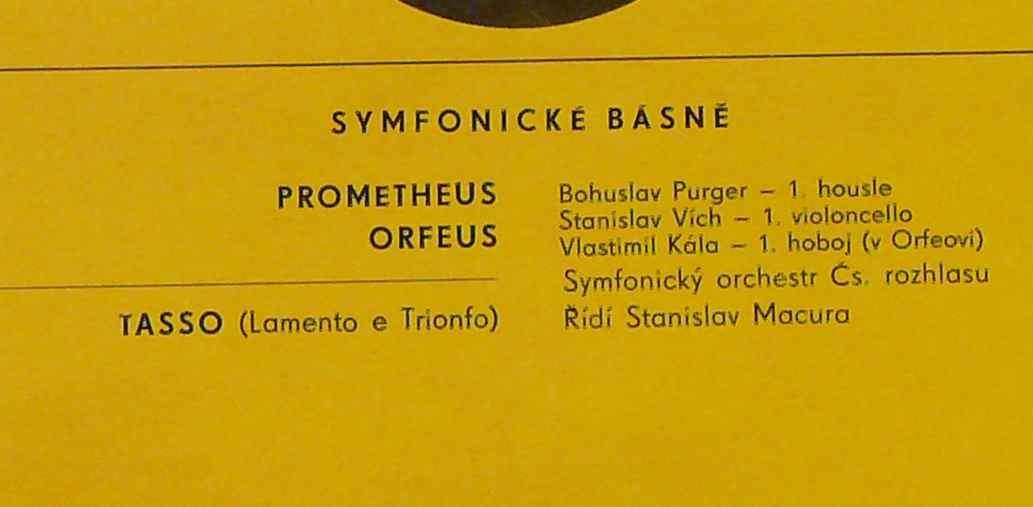 SYMFONICKÉ BÁSNĚ
PROMETHEUS
ORFEUS
TASSO (Lamento e Trionfo)
Bohuslav Purger – 1. housle
Stanislav Vích – 1. violoncello
Vlastimil Kála – 1. hoboj (v Orfeovi)
Symfonický orchestr Čs. rozhlasu
Řídí Stanislav Macura